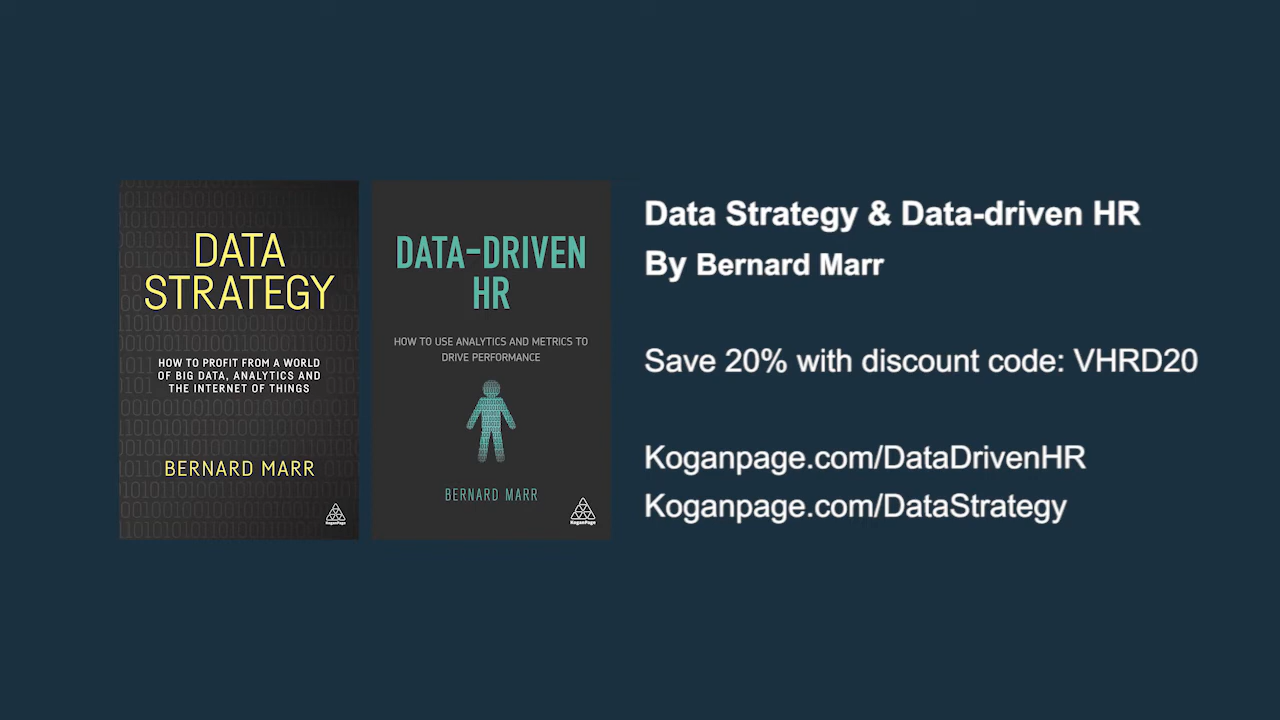 DATA
STRATEGY
HOW TO PROFIT FROM A WORLD
OF BIG DATA, ANALYTICS AND
THE INTERNET OF THINGS
BERNARD MARR
KoganPage
DATA-DRIVEN
HR
HOW TO USE ANALYTICS AND METRICS TO
DRIVE PERFORMANCE
BERNARD MARR
KoganPage
Data Strategy & Data-driven HR
By Bernard Marr
Save 20% with discount code: VHRD20
Koganpage.com/DataDrivenHR
Koganpage.com/DataStrategy